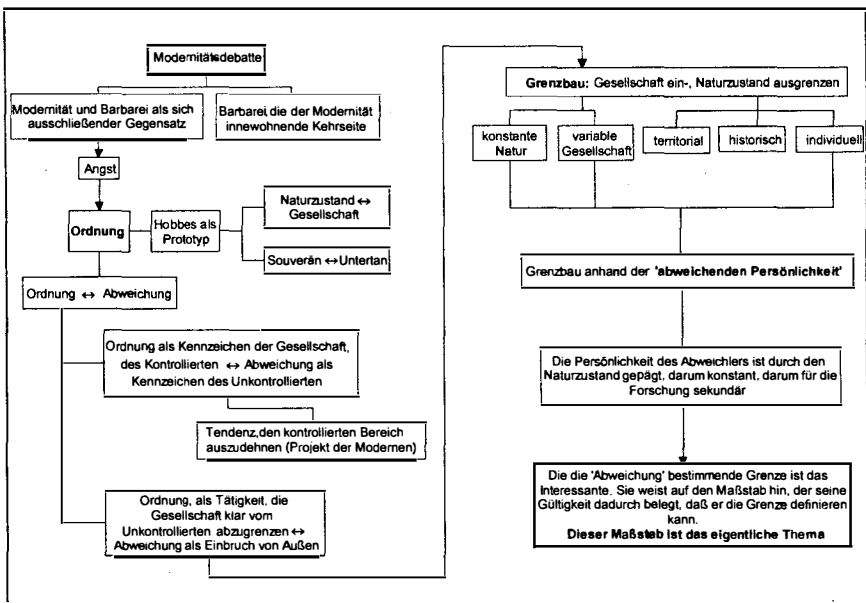 Modernitätsdebatte
Modernität und Barbarei als sich
ausschließender Gegensatz
Barbarei, die der Modernität
innewohnende Kehrseite
Angst
Ordnung
Hobbes als
Prototyp
Naturzustand ↔
Gesellschaft
Souverän ↔ Untertan
Ordnung ↔ Abweichung
Ordnung als Kennzeichen der Gesellschaft,
des Kontrollierten ↔ Abweichung als
Kennzeichen des Unkontrollierten
Tendenz, den kontrollierten Bereich
auszudehnen (Projekt der Modernen)
Ordnung, als Tätigkeit, die
Gesellschaft klar vom
Unkontrollierten abzugrenzen ↔
Abweichung als Einbruch von Außen
Grenzbau: Gesellschaft ein-, Naturzustand ausgrenzen
konstante
Natur
variable
Gesellschaft
territorial
historisch
individuell
Grenzbau anhand der 'abweichenden Persönlichkeit'
Die Persönlichkeit des Abweichlers ist durch den
Naturzustand gepägt, darum konstant, darum für die
Forschung sekundär
Die die 'Abweichung' bestimmende Grenze ist das
Interessante. Sie weist auf den Maßstab hin, der seine
Gültigkeit dadurch belegt, daß er die Grenze definieren
kann.
Dieser Maßstab ist das eigentliche Thema